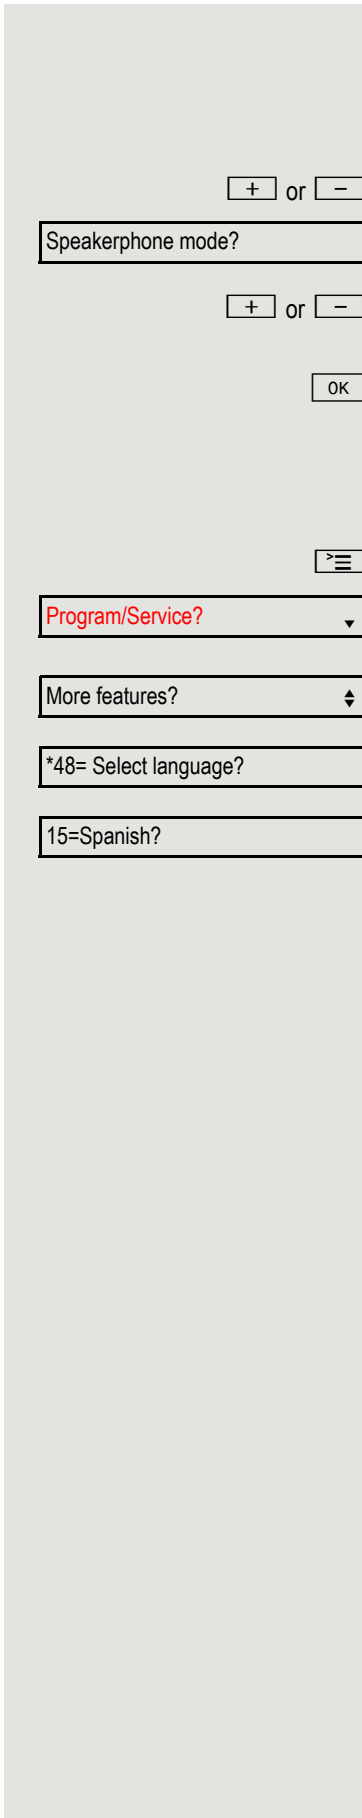 + or −
Speakerphone mode?
+ or −
OK
Program/Service?
More features?
*48= Select language?
15=Spanish?